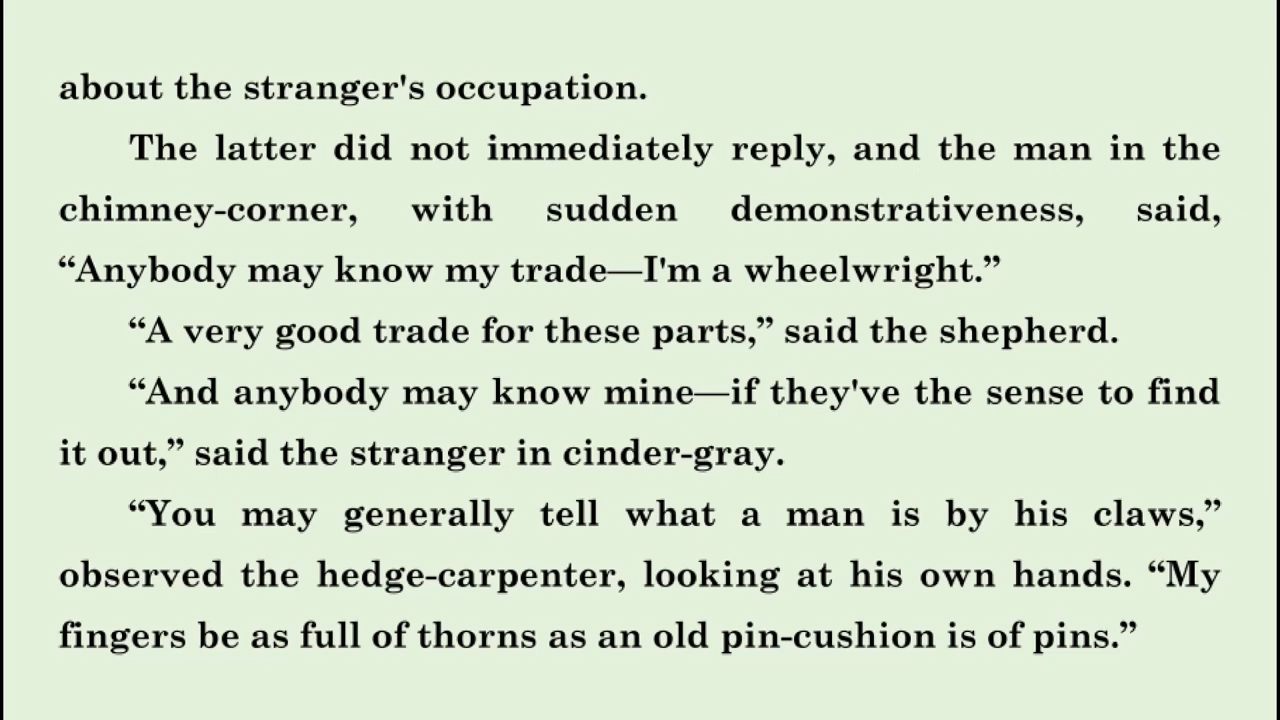 about the stranger's occupation.
The latter did not immediately reply, and the man in the
chimney-corner, with sudden demonstrativeness, said,
“Anybody may know my trade—I'm a wheelwright.”
“A very good trade for these parts,” said the shepherd.
“And anybody may know mine—if they've the sense to find
it out,” said the stranger in cinder-gray.
“You may generally tell what a man is by his claws,”
observed the hedge-carpenter, looking at his own hands. “My
fingers be as full of thorns as an old pin-cushion is of pins.”